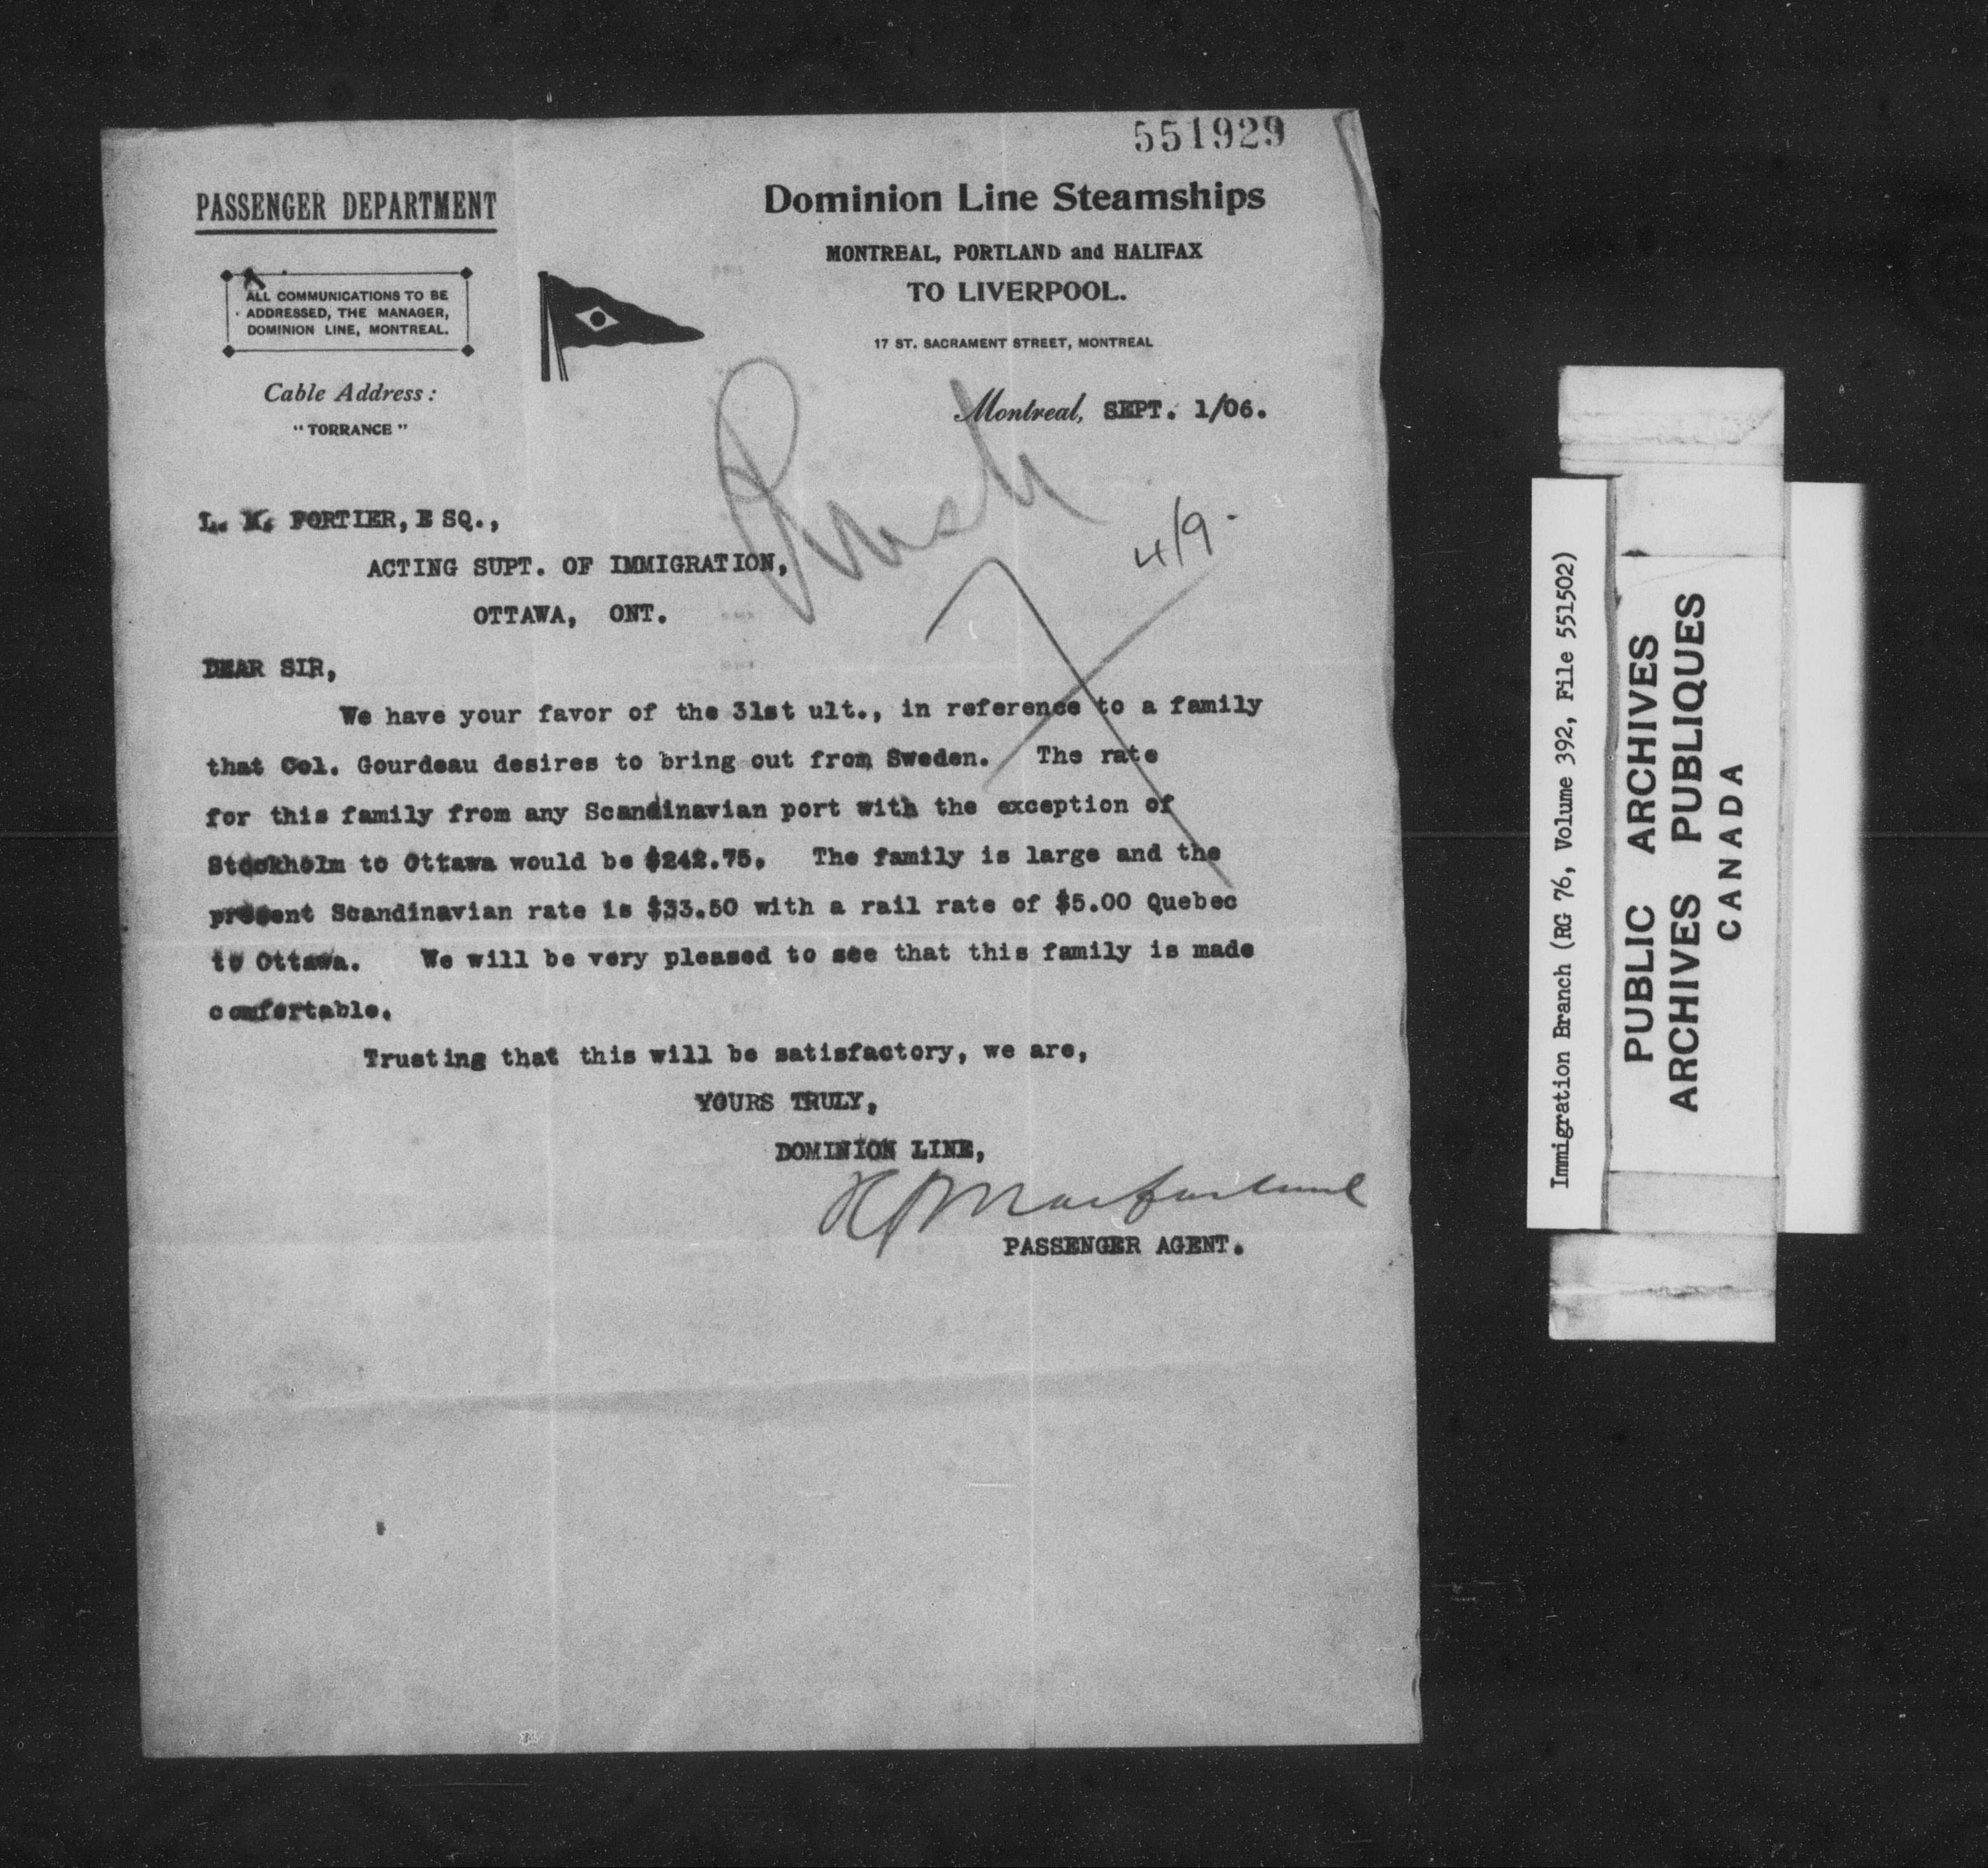 551929
PASSENGER DEPARTMENT
ALL COMMUNICATIONS TO BE
ADDRESSED, THE MANAGER,
DOMINION LINE, MONTREAL.
Cable Address:
"TORRANCE"
Dominion Line Steamships
MONTREAL, PORTLAND and HALIFAX
TO LIVERPOOL.
17 ST. SACRAMENT STREET, MONTREAL
Montreal, SEPT. 1/06.
Rush
4/9.
L. M. FORTIER, ESQ.,
ACTING SUPT. OF IMMIGRATION,
OTTAWA, ONT.
DEAR SIR,
We have your favor of the 31st ult., in reference to a family
that Col. Gourdeau desires to bring out from Sweden. The rate
for this family from any Scandinavian port with the exception of
Stockholm to Ottawa would be $242.75. The family is large and the
present Scandinavian rate is $33.50 with a rail rate of $5.00 Quebec
to Ottawa. We will be very pleased to see that this family is made
comfortable.
Trusting that this will be satisfactory, we are,
YOURS TRULY,
DOMINION LINE,
Macfarlane
PASSENGER AGENT.
Immigration Branch (RG 76, Volume 392, File 551502)
PUBLIC ARCHIVES
ARCHIVES PUBLIQUES
CANADA